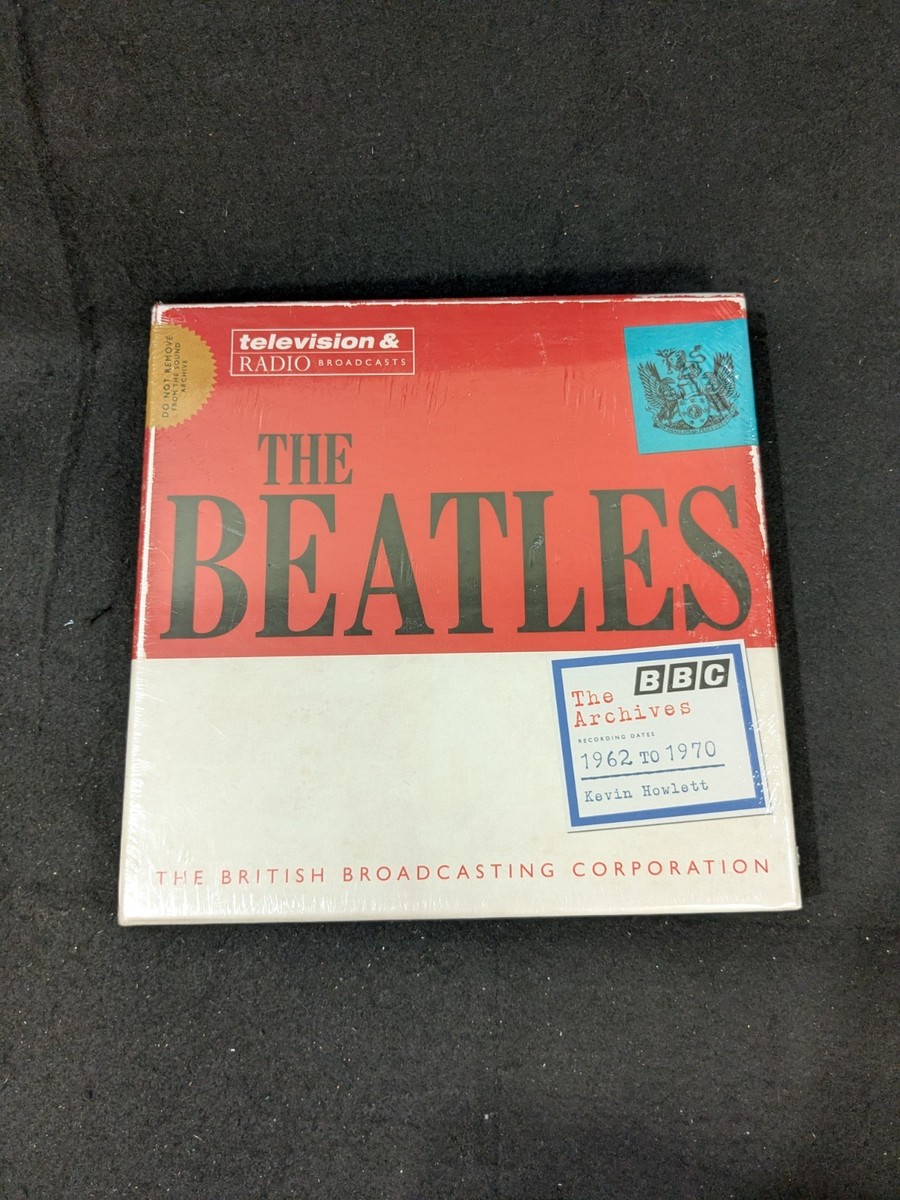 DO NOT REMOVE
FROM THE SOUND
ARCHIVE
television &
RADIO BROADCASTS
THE
BEATLES
BBC
The
Archives
RECORDING DATES
1962 TO 1970
Kevin Howlett
THE BRITISH BROADCASTING CORPORATION